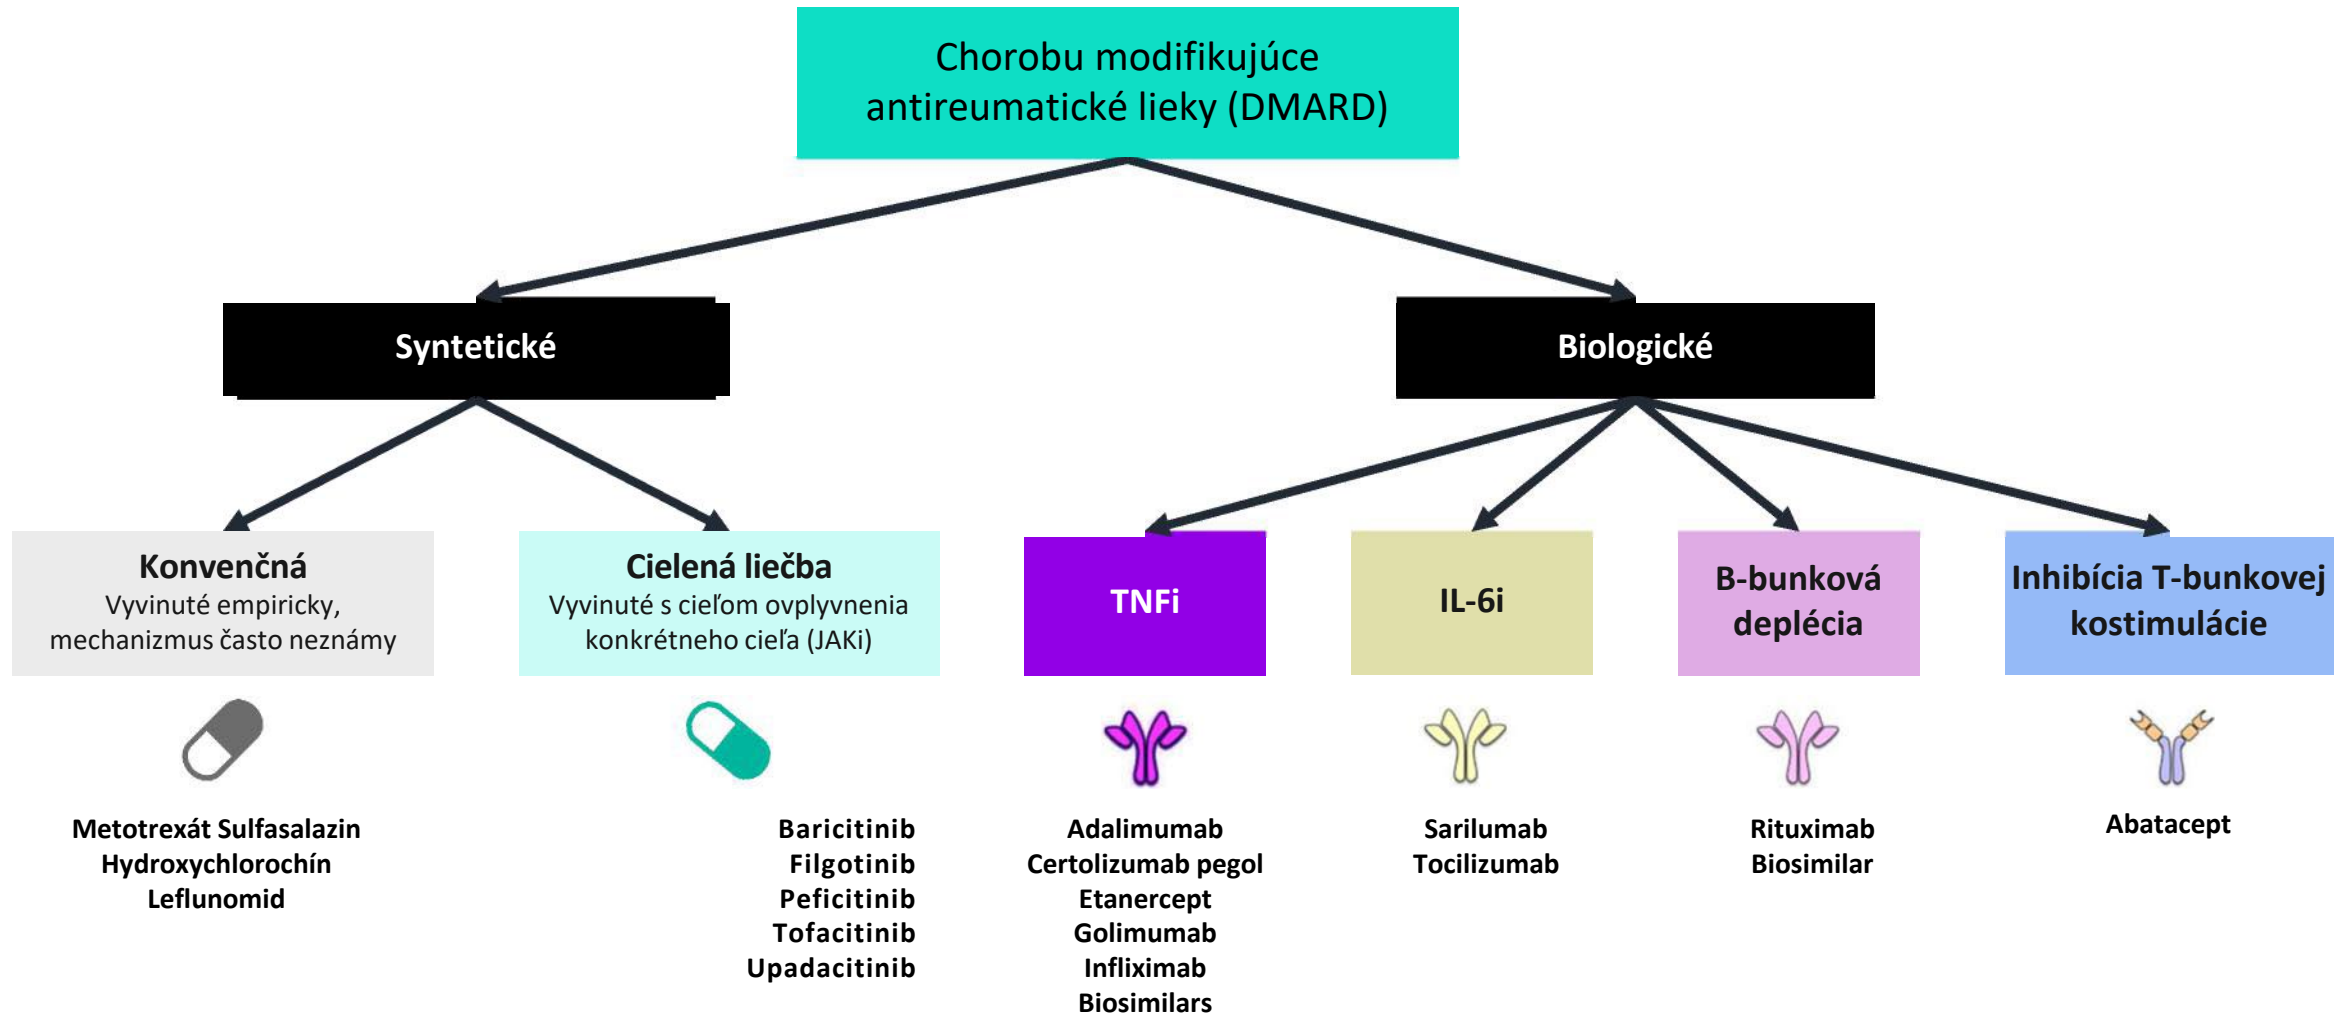 Chorobu modifikujúce
antireumatické lieky (DMARD)
Syntetické
Biologické
Konvenčná
Vyvinuté empiricky,
mechanizmus často neznámy
Cielená liečba
Vyvinuté s cieľom ovplyvnenia
konkrétneho cieľa (JAKi)
TNFi
IL-6i
B-bunková
deplécia
Inhibícia T-bunkovej
kostimulácie
Metotrexát Sulfasalazin
Hydroxychlorochín
Leflunomid
Baricitinib
Filgotinib
Peficitinib
Tofacitinib
Upadacitinib
Adalimumab
Certolizumab pegol
Etanercept
Golimumab
Infliximab
Biosimilars
Sarilumab
Tocilizumab
Rituximab
Biosimilar
Abatacept